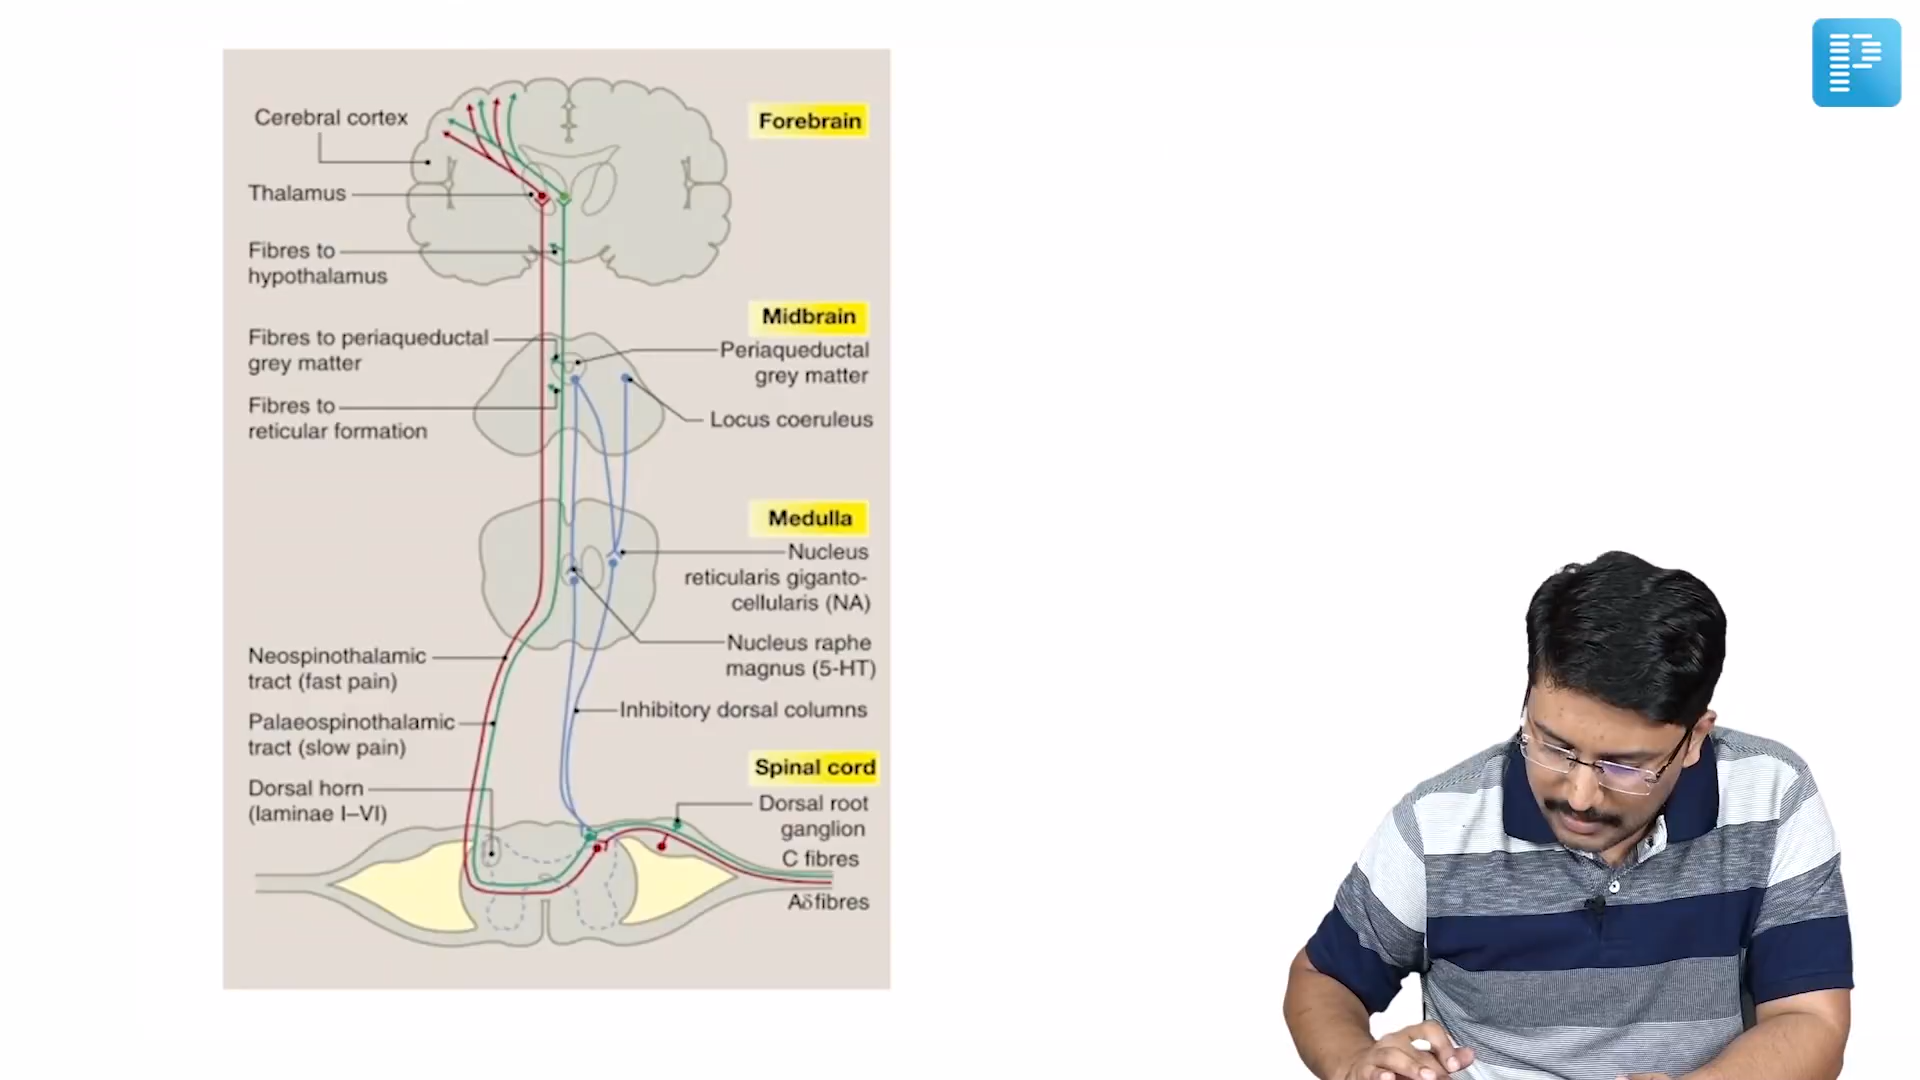 Cerebral cortex
Forebrain
Thalamus
Fibres to
hypothalamus
Midbrain
Fibres to periaqueductal
grey matter
Periaqueductal
grey matter
Fibres to
reticular formation
Locus coeruleus
Medulla
Nucleus
reticularis giganto-
cellularis (NA)
Nucleus raphe
magnus (5-HT)
Neospinothalamic
tract (fast pain)
Inhibitory dorsal columns
Palaeospinothalamic
tract (slow pain)
Spinal cord
Dorsal horn
(laminae I–VI)
Dorsal root
ganglion
C fibres
Aδfibres
P